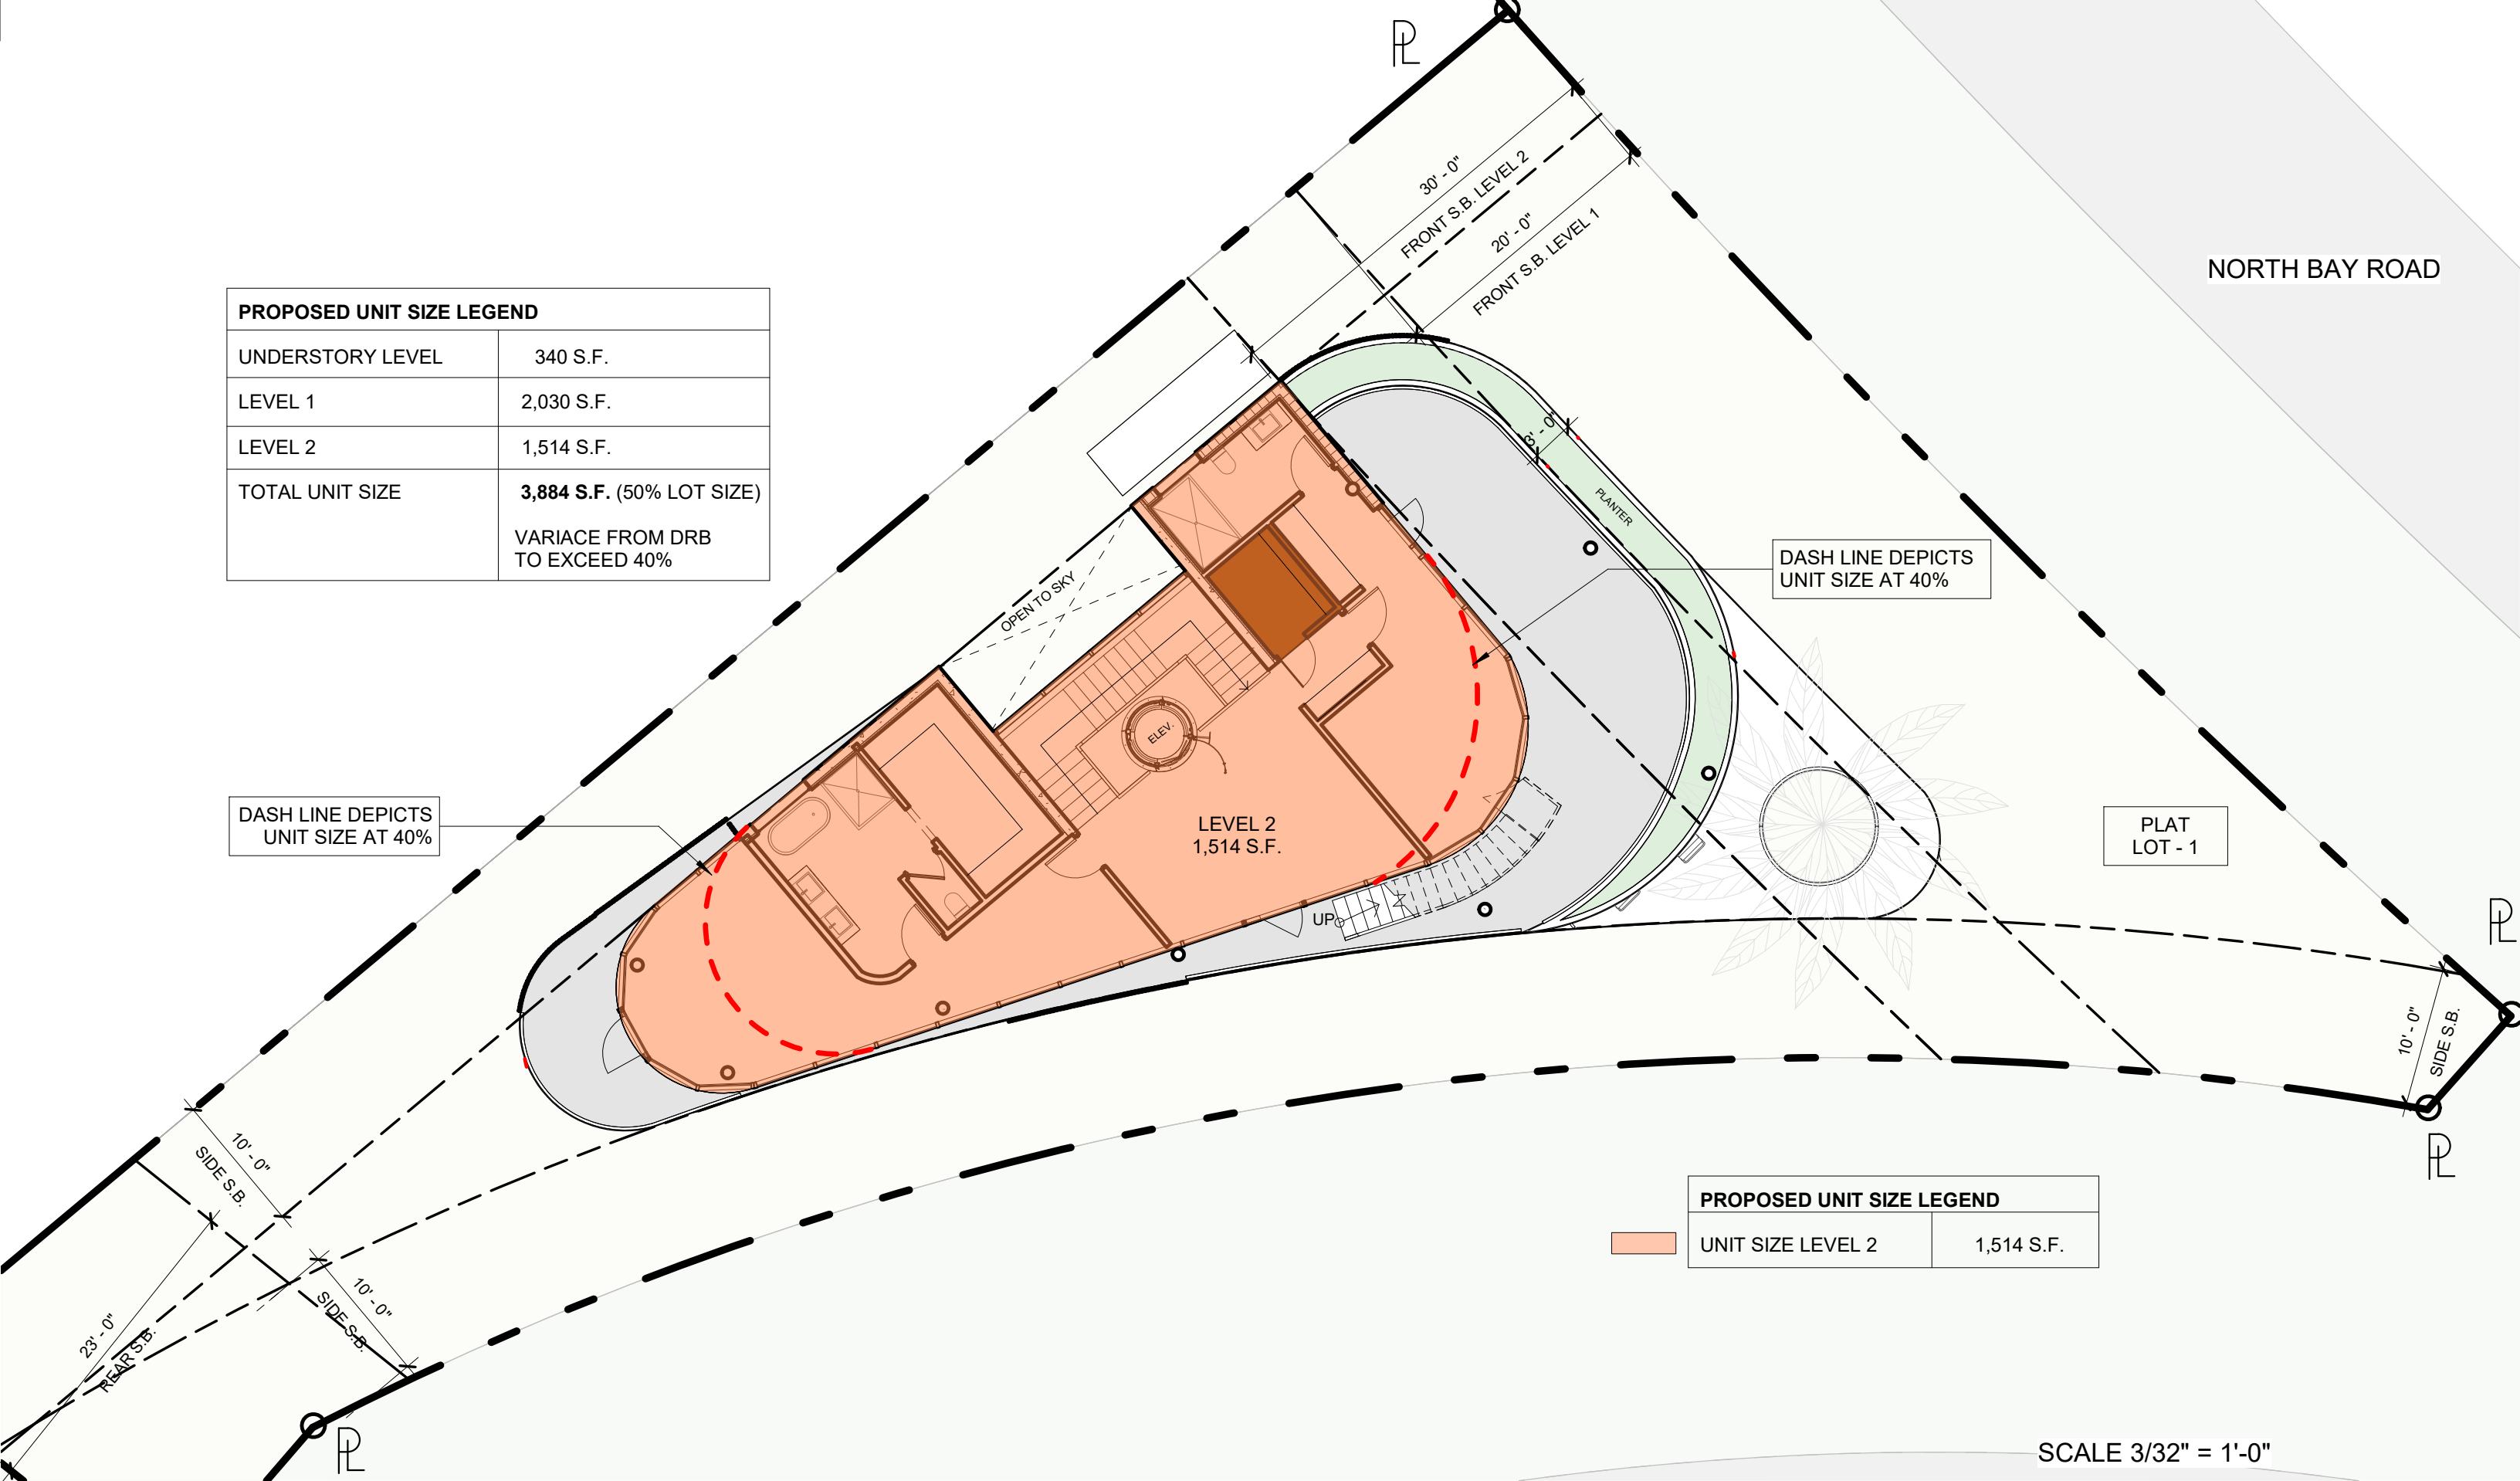 PL
30' - 0"
FRONT S.B. LEVEL 2
20' - 0"
FRONT S.B. LEVEL 1
NORTH BAY ROAD
PROPOSED UNIT SIZE LEGEND
UNDERSTORY LEVEL 340 S.F.
LEVEL 1 2,030 S.F.
LEVEL 2 1,514 S.F.
TOTAL UNIT SIZE 3,884 S.F. (50% LOT SIZE)
VARIACE FROM DRB
TO EXCEED 40%
3' - 0"
PLANTER
DASH LINE DEPICTS
UNIT SIZE AT 40%
OPEN TO SKY
ELEV.
DASH LINE DEPICTS
UNIT SIZE AT 40%
LEVEL 2
1,514 S.F.
PLAT
LOT - 1
UP
PL
10' - 0"
SIDE S.B.
PL
10' - 0"
SIDE S.B.
10' - 0"
SIDE S.B.
23' - 0"
REAR S.B.
PL
PROPOSED UNIT SIZE LEGEND
UNIT SIZE LEVEL 2 1,514 S.F.
SCALE 3/32" = 1'-0"